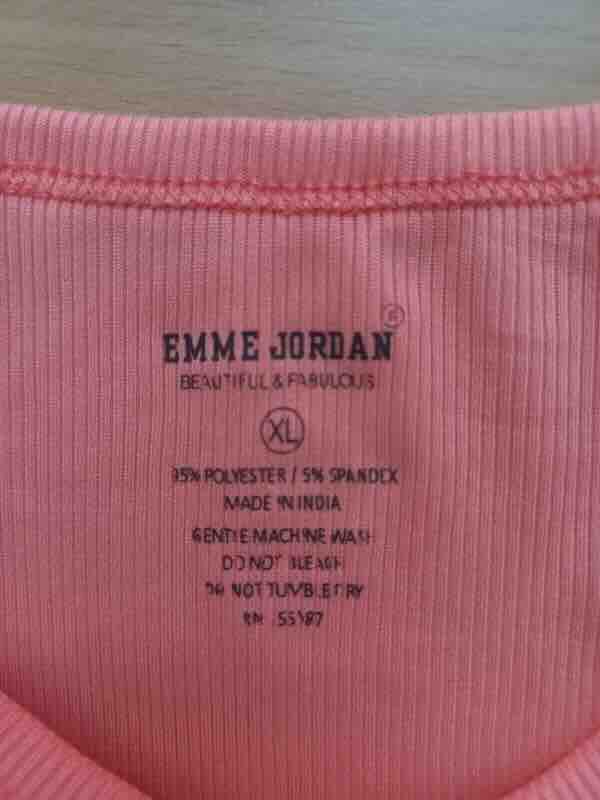 EMME JORDAN®
BEAUTIFUL & FABULOUS
XL
95% POLYESTER / 5% SPANDEX
MADE IN INDIA
GENTLE MACHINE WASH
DO NOT BLEACH
DO NOT TUMBLE DRY
RN